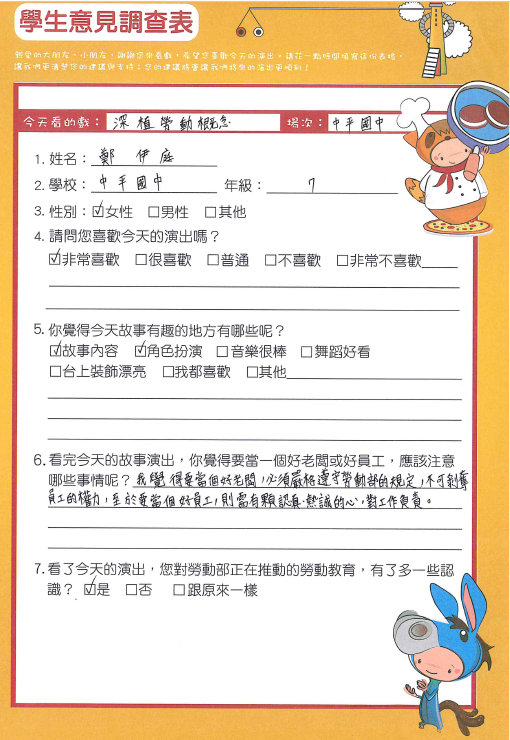 學生意見調查表
親愛的大朋友、小朋友,謝謝您來看戲,希望您喜歡今天的演出。請花一點時間填寫這份表格,
讓我們更清楚您的建議與支持;您的建議將會讓我們將來的演出更順利!
今天看的戲: 深植勞動概念 場次: 中平國中
1. 姓名: 鄭伊庭
2. 學校: 中平國中 年級: 7
3. 性別: ☑女性 □男性 □其他
4. 請問您喜歡今天的演出嗎?
☑非常喜歡 □很喜歡 □普通 □不喜歡 □非常不喜歡
5. 你覺得今天故事有趣的地方有哪些呢?
☑故事內容 ☑角色扮演 □音樂很棒 □舞蹈好看
□台上裝飾漂亮 □我都喜歡 □其他
6. 看完今天的故事演出,你覺得要當一個好老闆或好員工,應該注意
哪些事情呢? 我覺得要當個好老闆,必須嚴格遵守勞動部的規定,不可剝奪
員工的權力,至於要當個好員工,則需有顆認真、熱誠的心,對工作負責。
7. 看了今天的演出,您對勞動部正在推動的勞動教育,有了多一些認
識? ☑是 □否 □跟原來一樣